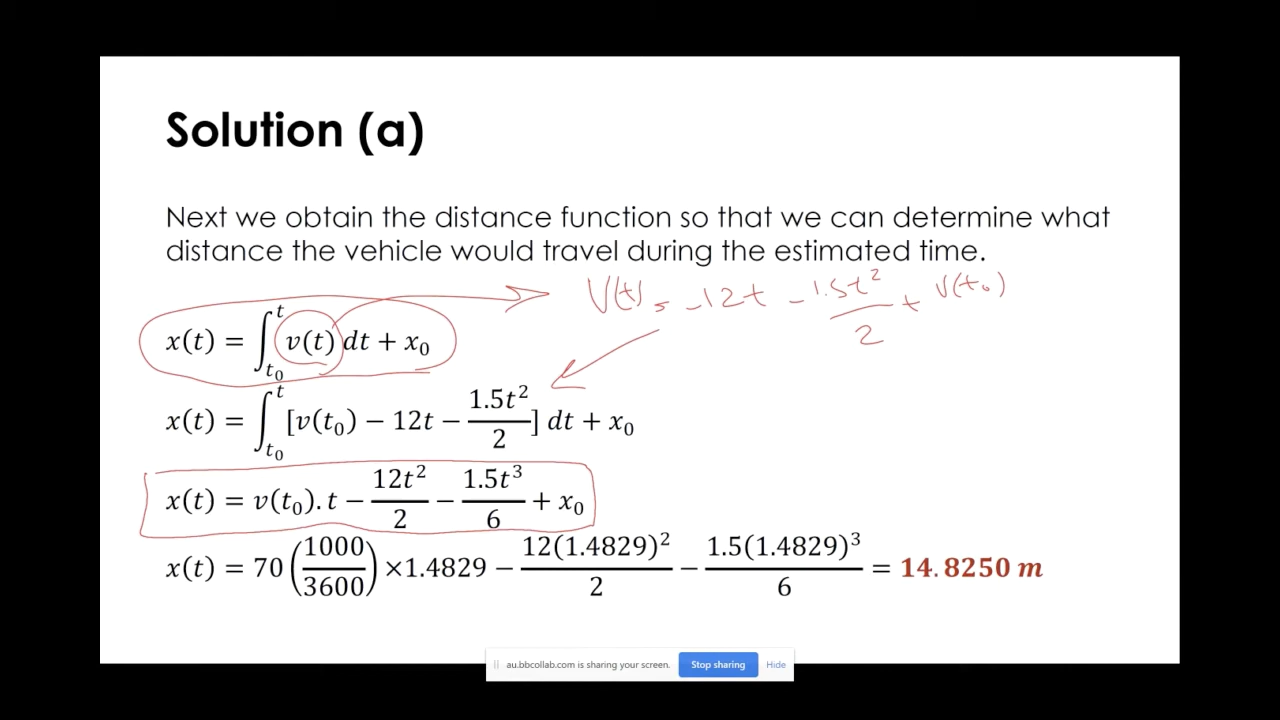 Solution (a)
Next we obtain the distance function so that we can determine what
distance the vehicle would travel during the estimated time.
V(t) = -12t - 1.5t²/2 + V(t₀)
x(t) = ∫ₜ₀ᵗ v(t) dt + x₀
x(t) = ∫ₜ₀ᵗ [v(t₀) − 12t − 1.5t²/2] dt + x₀
x(t) = v(t₀). t − 12t²/2 − 1.5t³/6 + x₀
x(t) = 70 (1000/3600) ×1.4829 − 12(1.4829)²/2 − 1.5(1.4829)³/6 = 14.8250 m
au.bbcollab.com is sharing your screen. Stop sharing Hide